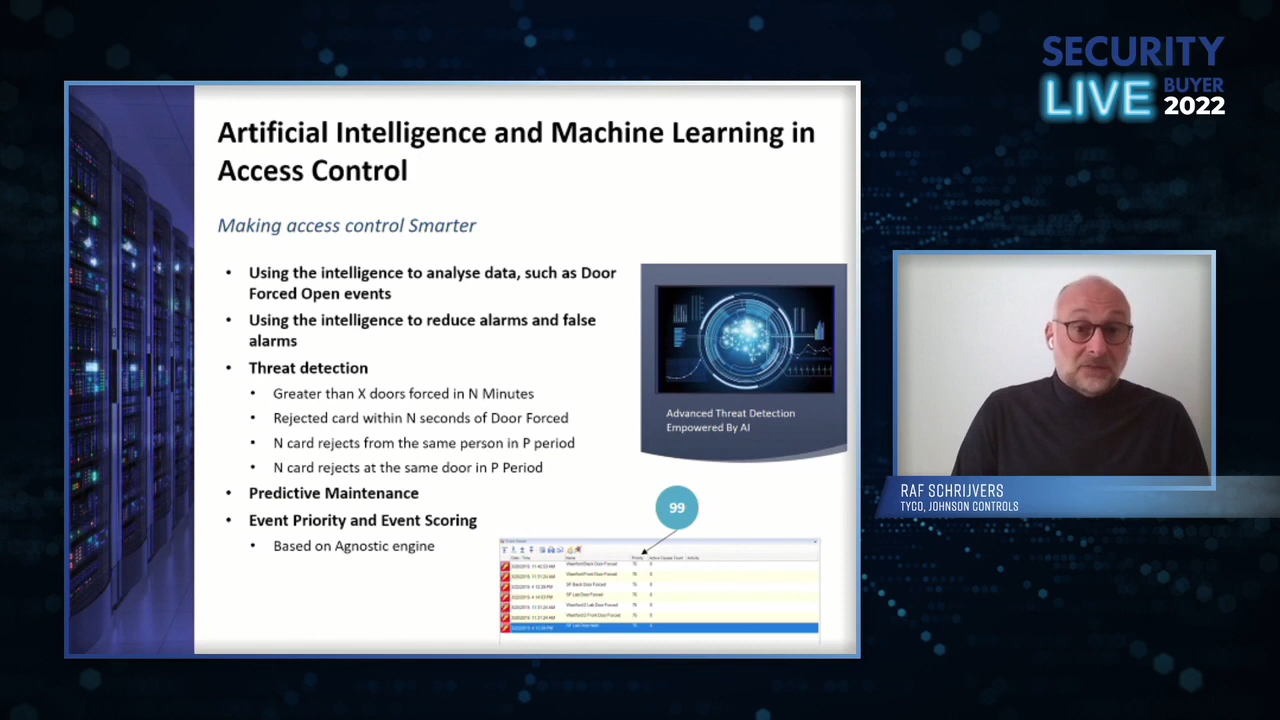 SECURITY
LIVE BUYER
2022
Artificial Intelligence and Machine Learning in
Access Control
Making access control Smarter
• Using the intelligence to analyse data, such as Door
Forced Open events
• Using the intelligence to reduce alarms and false
alarms
• Threat detection
• Greater than X doors forced in N Minutes
• Rejected card within N seconds of Door Forced
• N card rejects from the same person in P period
• N card rejects at the same door in P Period
• Predictive Maintenance
• Event Priority and Event Scoring
• Based on Agnostic engine
Advanced Threat Detection
Empowered By AI
99
RAF SCHRIJVERS
TYCO, JOHNSON CONTROLS